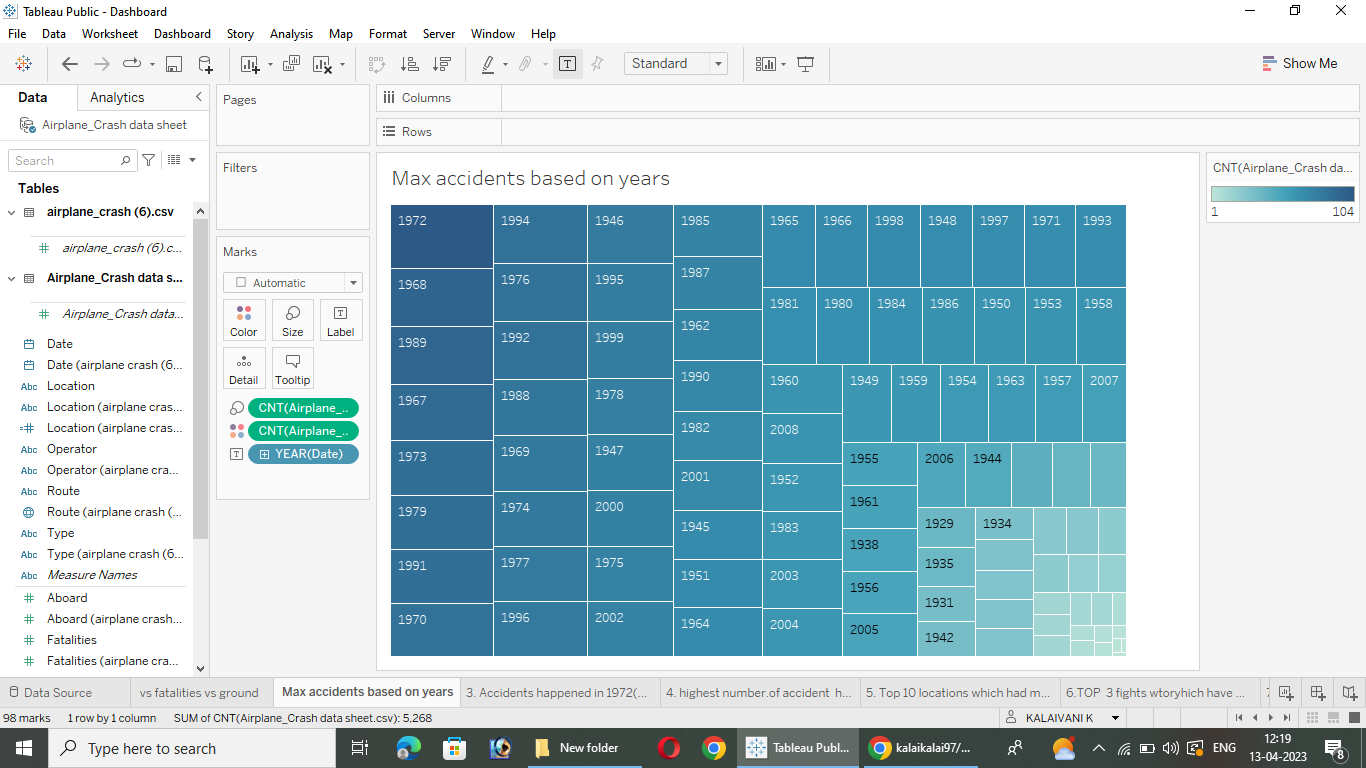 Tableau Public - Dashboard
File Data Worksheet Dashboard Story Analysis Map Format Server Window Help
Standard
Show Me
Data Analytics
Airplane_Crash data sheet
Search
Tables
airplane_crash (6).csv
airplane_crash (6).c...
Airplane_Crash data s...
Airplane_Crash data...
Date
Date (airplane crash (6...
Abc Location
Abc Location (airplane cras...
Location (airplane cras...
Abc Operator
Abc Operator (airplane cra...
Abc Route
Route (airplane crash (...
Abc Type
Abc Type (airplane crash (6...
Abc Measure Names
Aboard
Aboard (airplane crash...
Fatalities
Fatalities (airplane cra...
Pages
Filters
Marks
Automatic
Color Size Label
Detail Tooltip
CNT(Airplane_..
CNT(Airplane_..
YEAR(Date)
Columns
Rows
Max accidents based on years
1972
1968
1989
1967
1973
1979
1991
1970
1994
1976
1992
1988
1969
1974
1977
1996
1946
1995
1999
1978
1947
2000
1975
2002
1985
1987
1962
1990
1982
2001
1945
1951
1964
1965 1966 1998 1948 1997 1971 1993
1981 1980 1984 1986 1950 1953 1958
1960
2008
1952
1983
2003
2004
1949 1959 1954 1963 1957 2007
1955
1961
1938
1956
2005
2006 1944
1929
1935
1931
1942
1934
CNT(Airplane_Crash da...
1 104
Data Source
vs fatalities vs ground
Max accidents based on years
3. Accidents happened in 1972(...
4. highest number.of accident h...
5. Top 10 locations which had m...
6.TOP 3 fights wtoryhich have ...
98 marks 1 row by 1 column SUM of CNT(Airplane_Crash data sheet.csv): 5,268
KALAIVANI K
Type here to search
New folder
Tableau Publ...
kalaikalai97/...
ENG
12:19
13-04-2023
8